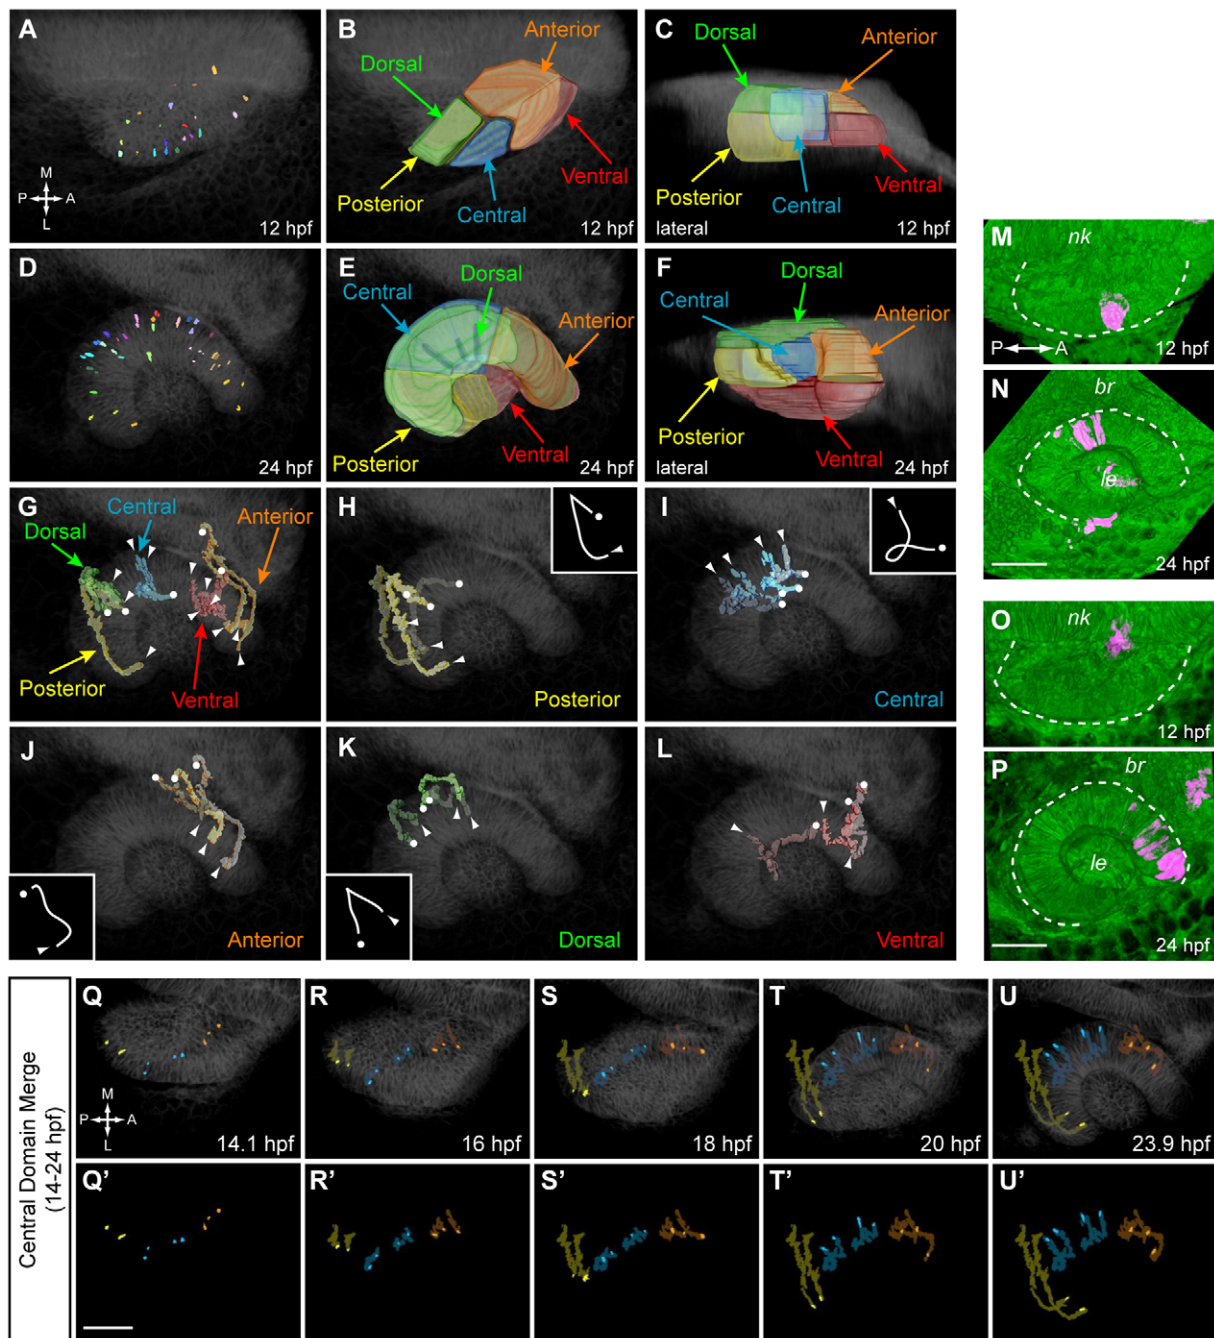 A
M
P
A
L
12 hpf
B
Dorsal
Anterior
Posterior
Central
Ventral
12 hpf
C
Dorsal
Anterior
Posterior
Central
Ventral
lateral
12 hpf
D
24 hpf
E
Central
Dorsal
Anterior
Posterior
Ventral
24 hpf
F
Dorsal
Central
Anterior
Posterior
Ventral
lateral
24 hpf
G
Central
Dorsal
Anterior
Posterior
Ventral
H
Posterior
I
Central
J
Anterior
K
Dorsal
L
Ventral
M
nk
P
A
12 hpf
N
br
le
24 hpf
O
nk
12 hpf
P
br
le
24 hpf
Central Domain Merge
(14-24 hpf)
Q
M
P
A
L
14.1 hpf
R
16 hpf
S
18 hpf
T
20 hpf
U
23.9 hpf
Q'
R'
S'
T'
U'